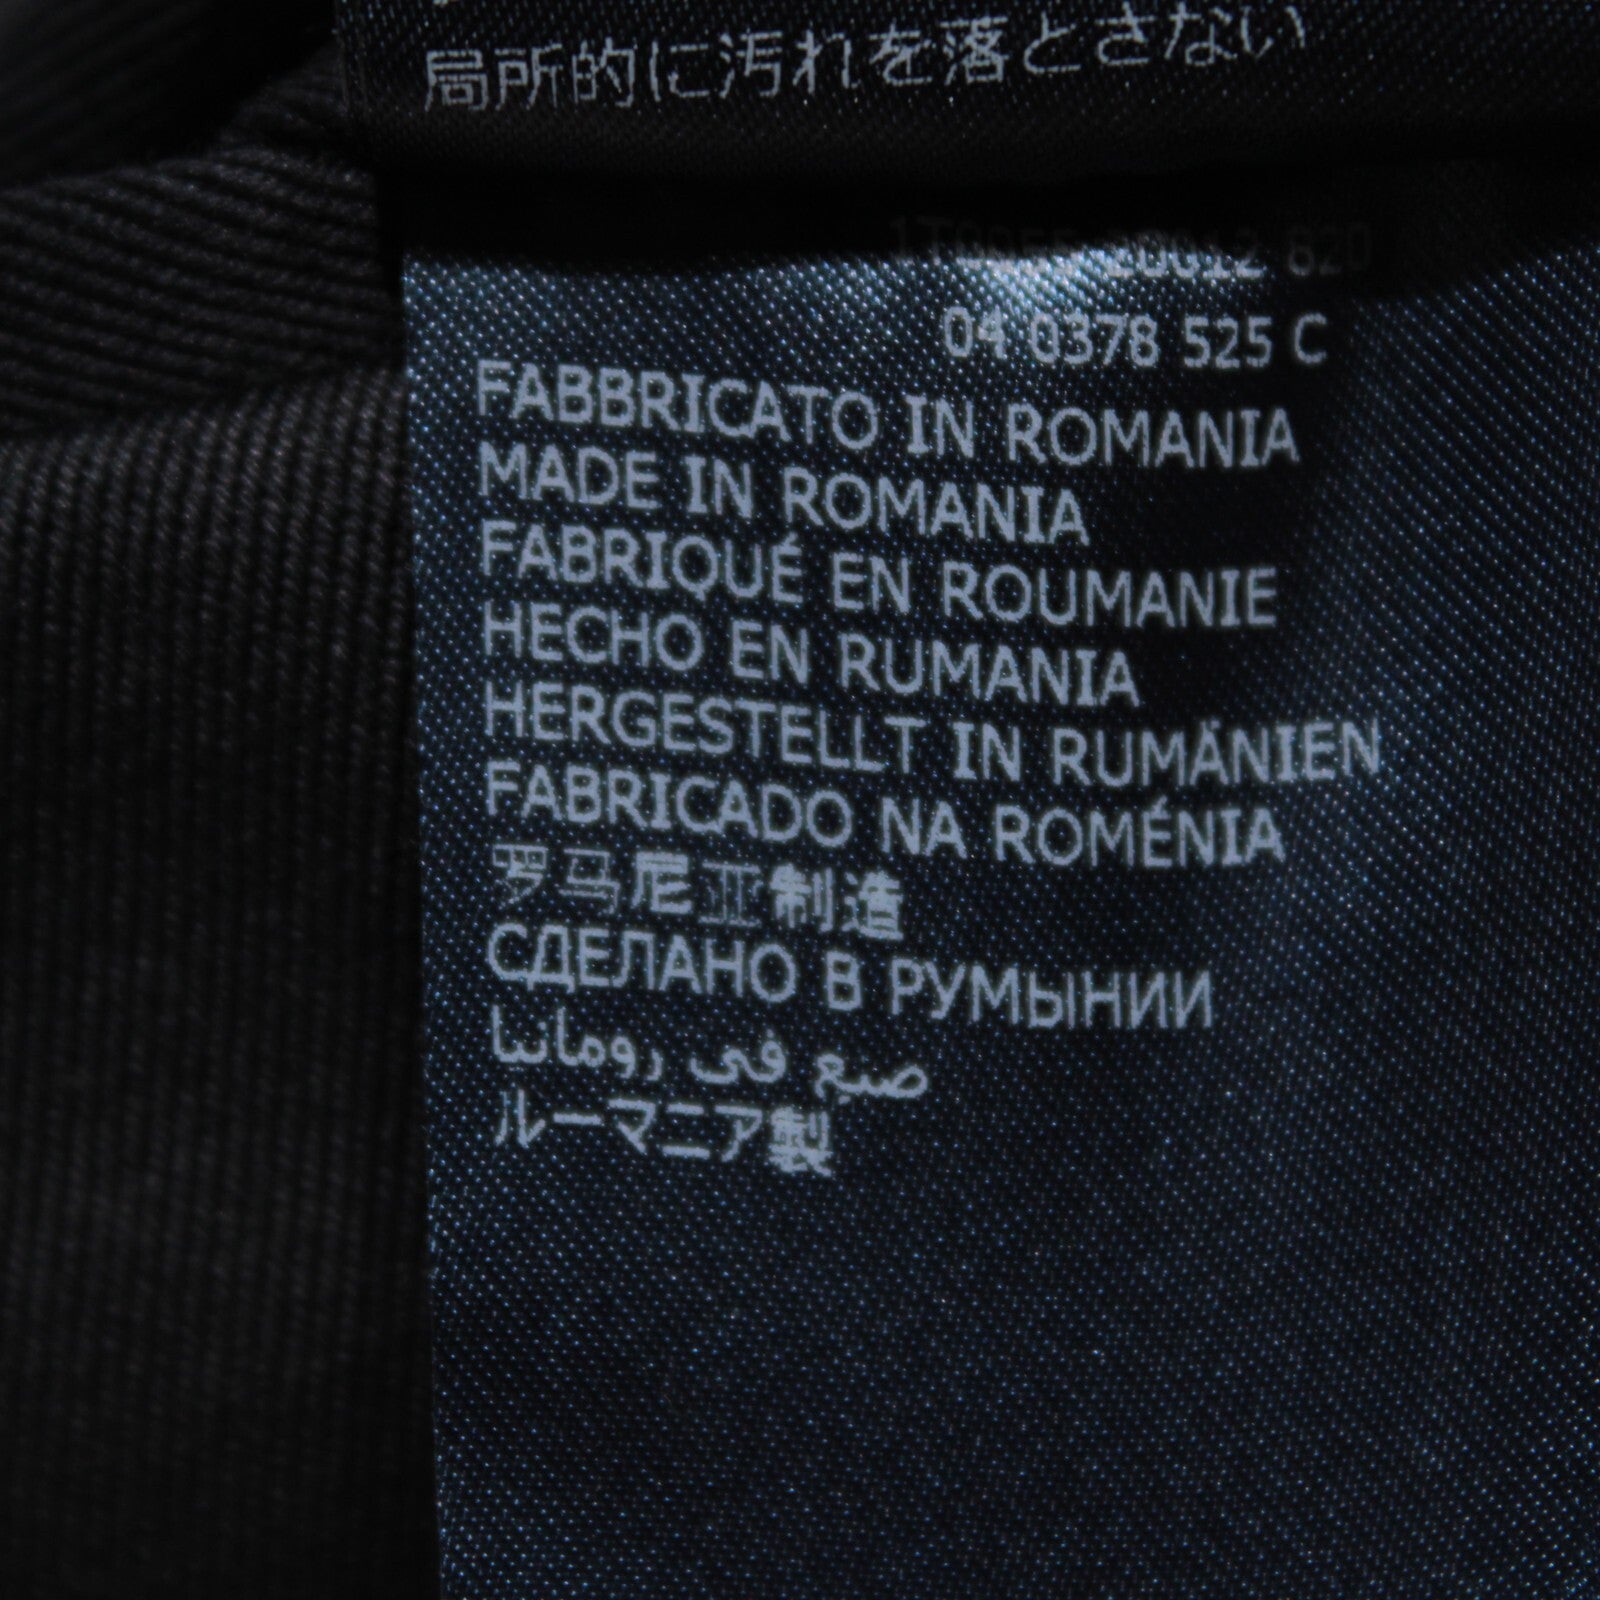 局所的に汚れを落とさない
20012 820
04 0378 525 C
FABBRICATO IN ROMANIA
MADE IN ROMANIA
FABRIQUÉ EN ROUMANIE
HECHO EN RUMANIA
HERGESTELLT IN RUMÄNIEN
FABRICADO NA ROMÉNIA
罗马尼亚制造
СДЕЛАНО В РУМЫНИИ
صنع في رومانيا
ルーマニア製